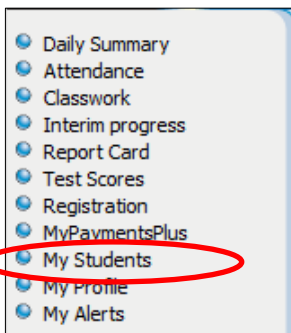 Daily Summary
Attendance
Classwork
Interim progress
Report Card
Test Scores
Registration
MyPaymentsPlus
My Students
My Profile
My Alerts